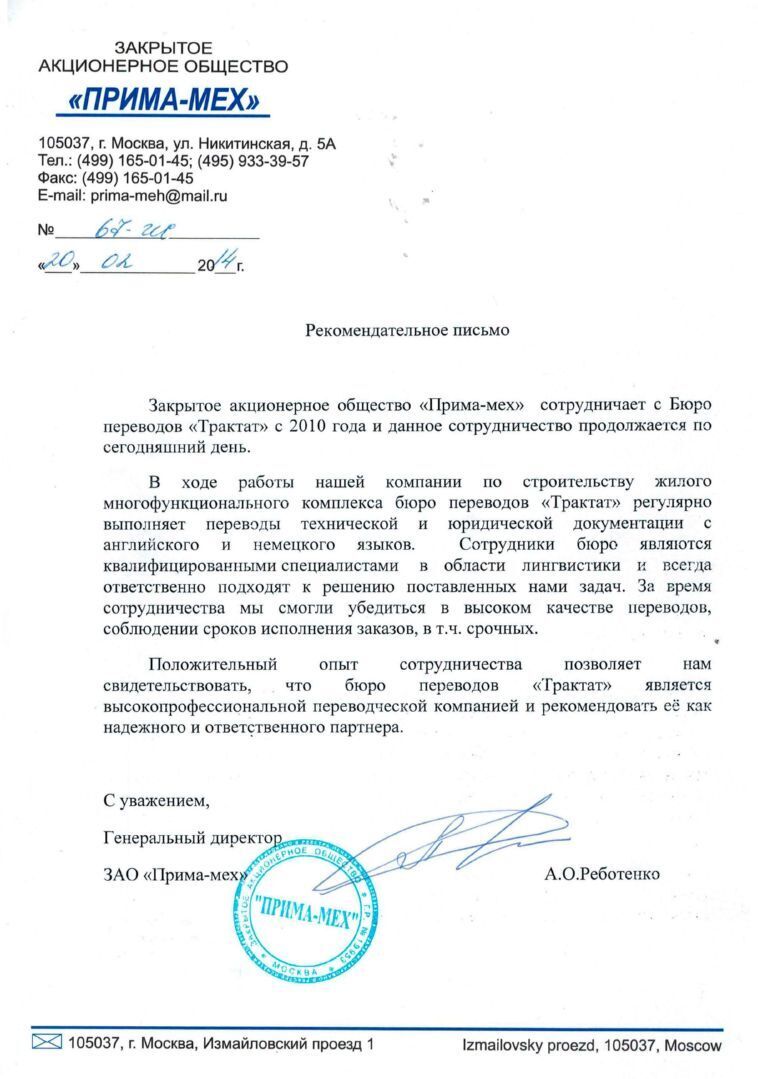 ЗАКРЫТОЕ
АКЦИОНЕРНОЕ ОБЩЕСТВО
«ПРИМА-МЕХ»
105037, г. Москва, ул. Никитинская, д. 5А
Тел.: (499) 165-01-45; (495) 933-39-57
Факс: (499) 165-01-45
E-mail: prima-meh@mail.ru
№ 67-
«20» 02 2014г.
Рекомендательное письмо
Закрытое акционерное общество «Прима-мех» сотрудничает с Бюро
переводов «Трактат» с 2010 года и данное сотрудничество продолжается по
сегодняшний день.
В ходе работы нашей компании по строительству жилого
многофункционального комплекса бюро переводов «Трактат» регулярно
выполняет переводы технической и юридической документации с
английского и немецкого языков. Сотрудники бюро являются
квалифицированными специалистами в области лингвистики и всегда
ответственно подходят к решению поставленных нами задач. За время
сотрудничества мы смогли убедиться в высоком качестве переводов,
соблюдении сроков исполнения заказов, в т.ч. срочных.
Положительный опыт сотрудничества позволяет нам
свидетельствовать, что бюро переводов «Трактат» является
высокопрофессиональной переводческой компанией и рекомендовать её как
надежного и ответственного партнера.
С уважением,
Генеральный директор
ЗАО «Прима-мех» А.О.Реботенко
ЗАКРЫТОЕ АКЦИОНЕРНОЕ ОБЩЕСТВО
"ПРИМА-МЕХ"
* МОСКВА *
105037, г. Москва, Измайловский проезд 1 Izmailovsky proezd, 105037, Moscow